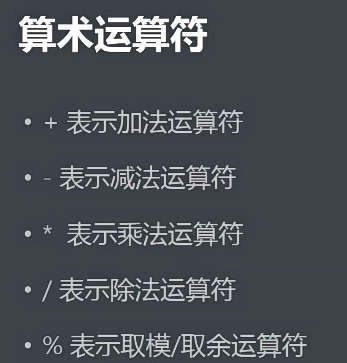 算术运算符
• + 表示加法运算符
• - 表示减法运算符
• * 表示乘法运算符
• / 表示除法运算符
• % 表示取模/取余运算符